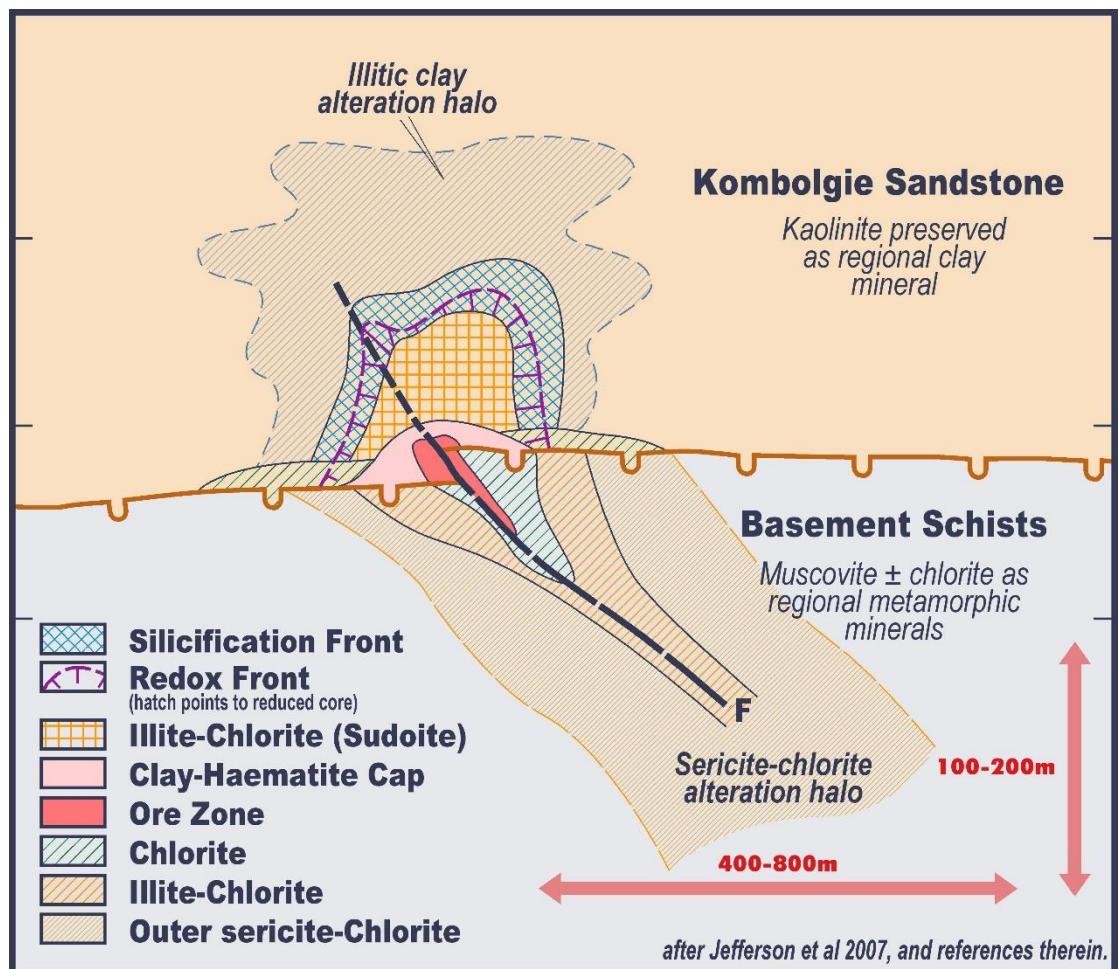 Illitic clay
alteration halo
Kombolgie Sandstone
Kaolinite preserved
as regional clay
mineral
Basement Schists
Muscovite ± chlorite as
regional metamorphic
minerals
Silicification Front
Redox Front
(hatch points to reduced core)
Illite-Chlorite (Sudoite)
Clay-Haematite Cap
Ore Zone
Chlorite
Illite-Chlorite
Outer sericite-Chlorite
F
Sericite-chlorite
alteration halo
100-200m
400-800m
after Jefferson et al 2007, and references therein.